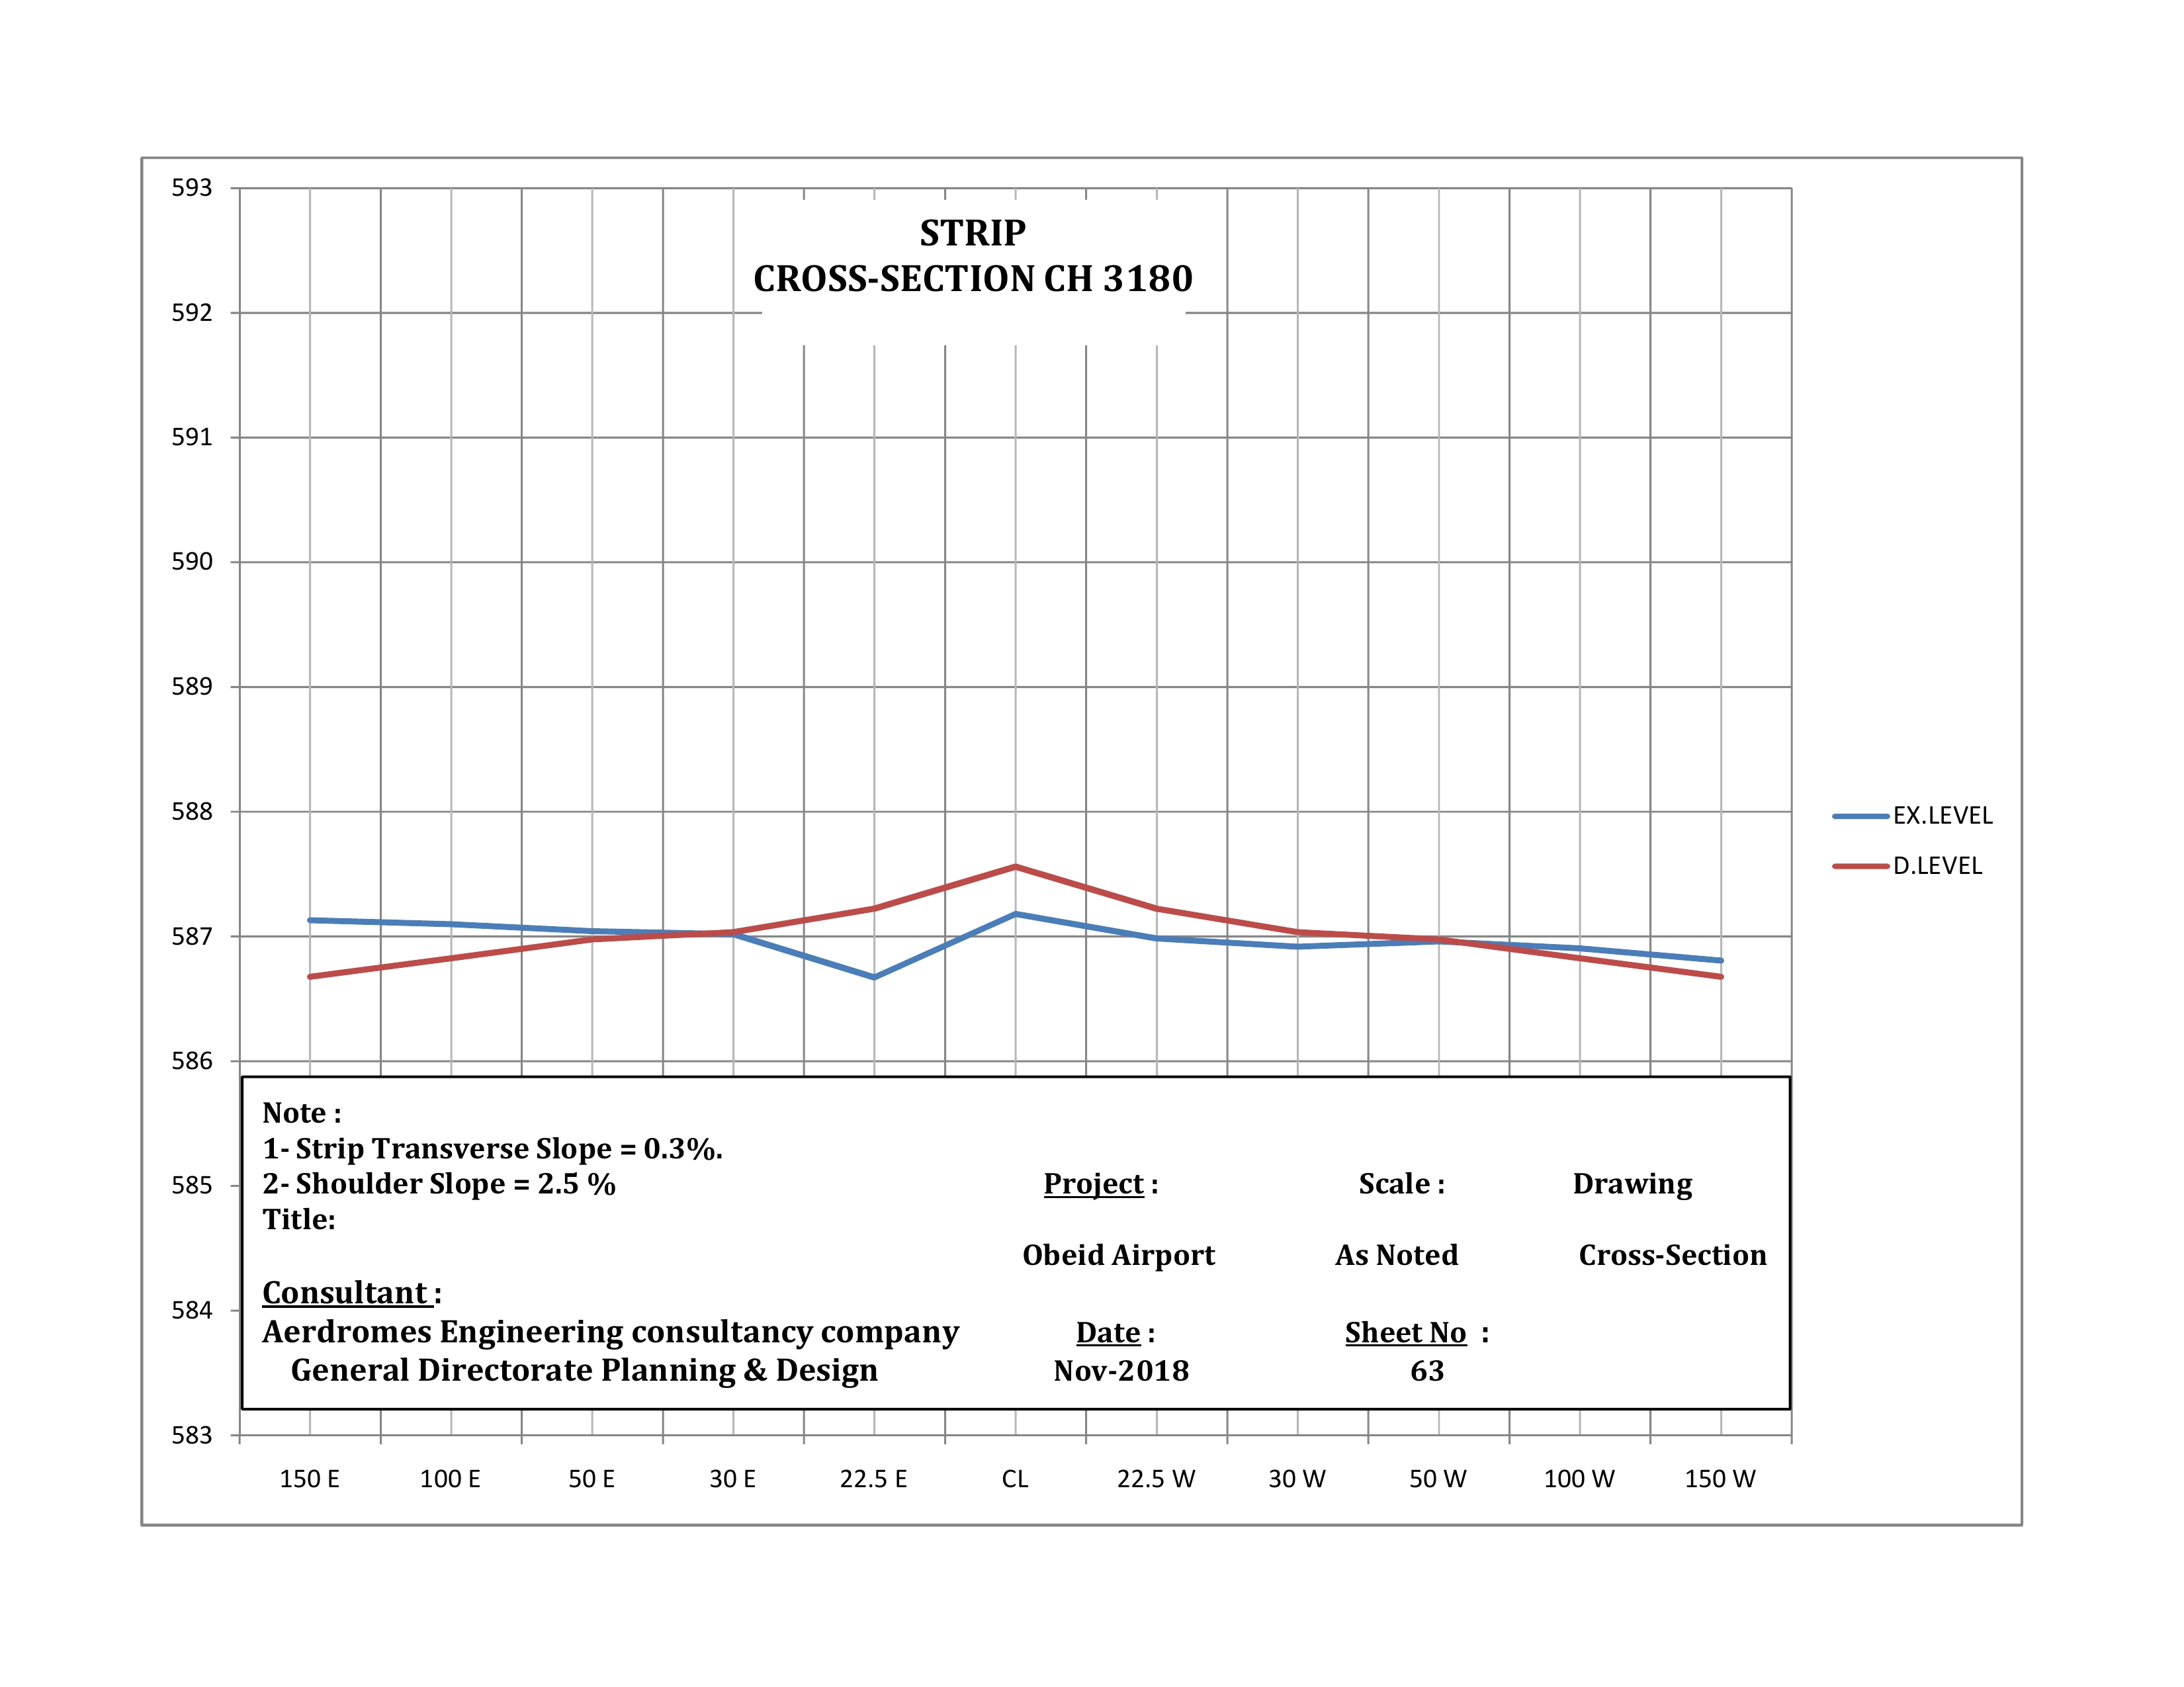 STRIP
CROSS-SECTION CH 3180
593
592
591
590
589
588
587
586
585
584
583
EX.LEVEL
D.LEVEL
Note :
1- Strip Transverse Slope = 0.3%.
2- Shoulder Slope = 2.5 % Project : Scale : Drawing
Title:
Obeid Airport As Noted Cross-Section
Consultant :
Aerdromes Engineering consultancy company Date : Sheet No :
General Directorate Planning & Design Nov-2018 63
150 E 100 E 50 E 30 E 22.5 E CL 22.5 W 30 W 50 W 100 W 150 W